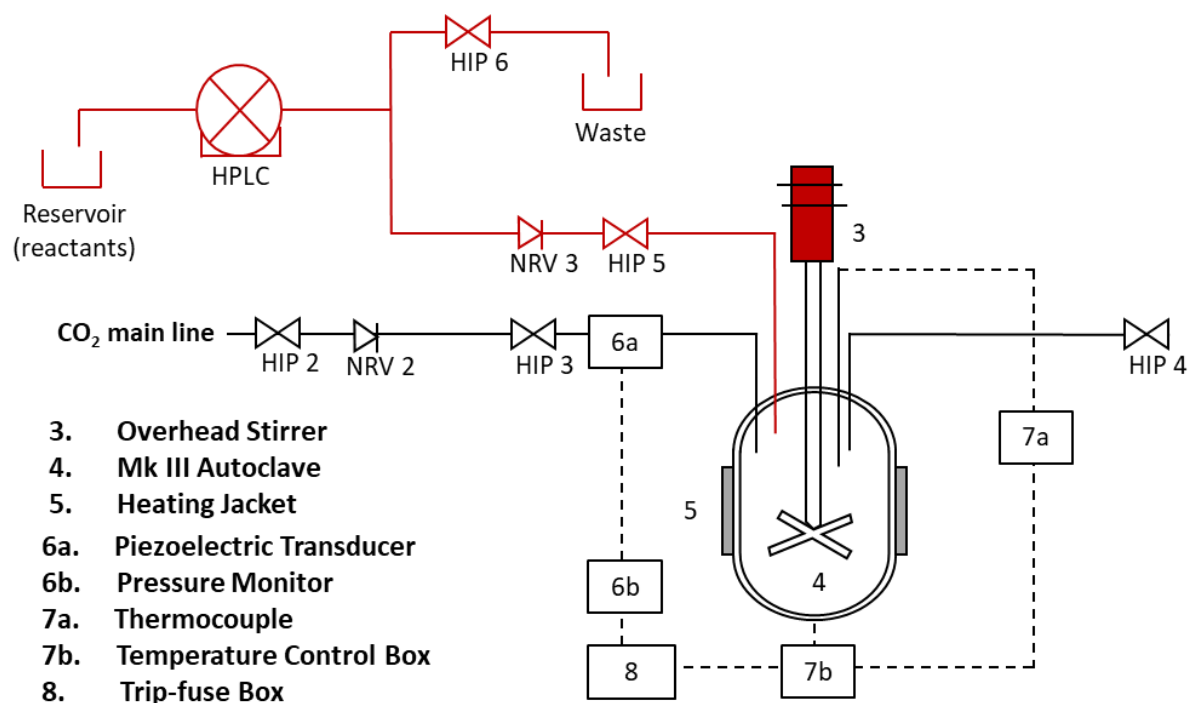 HIP 6
Waste
HPLC
Reservoir
(reactants)
NRV 3
HIP 5
3
CO₂ main line
HIP 2
NRV 2
HIP 3
6a
HIP 4
7a
5
4
6b
8
7b
3. Overhead Stirrer
4. Mk III Autoclave
5. Heating Jacket
6a. Piezoelectric Transducer
6b. Pressure Monitor
7a. Thermocouple
7b. Temperature Control Box
8. Trip-fuse Box